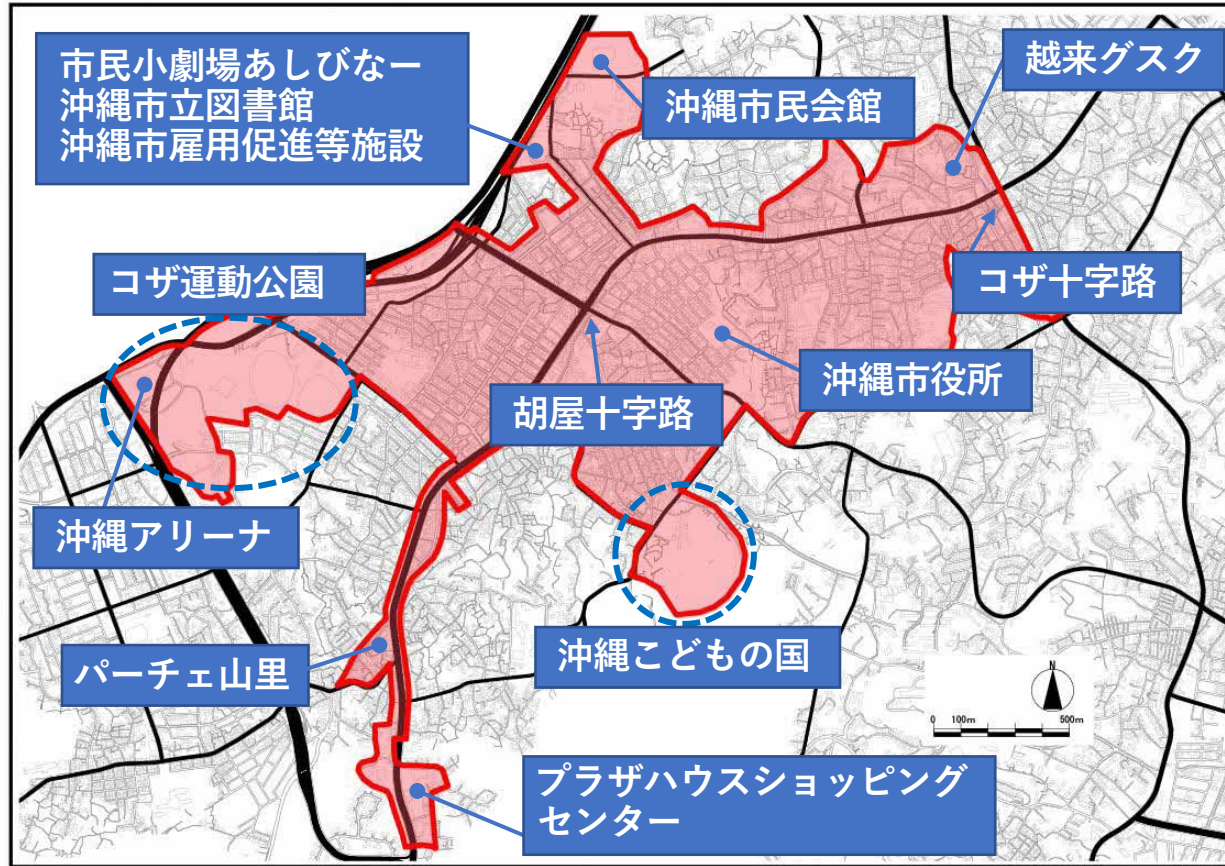 市民小劇場あしびなー
沖縄市立図書館
沖縄市雇用促進等施設
沖縄市民会館
越来グスク
コザ運動公園
コザ十字路
沖縄市役所
胡屋十字路
沖縄アリーナ
パーチェ山里
沖縄こどもの国
N
0 100m 500m
プラザハウスショッピング
センター